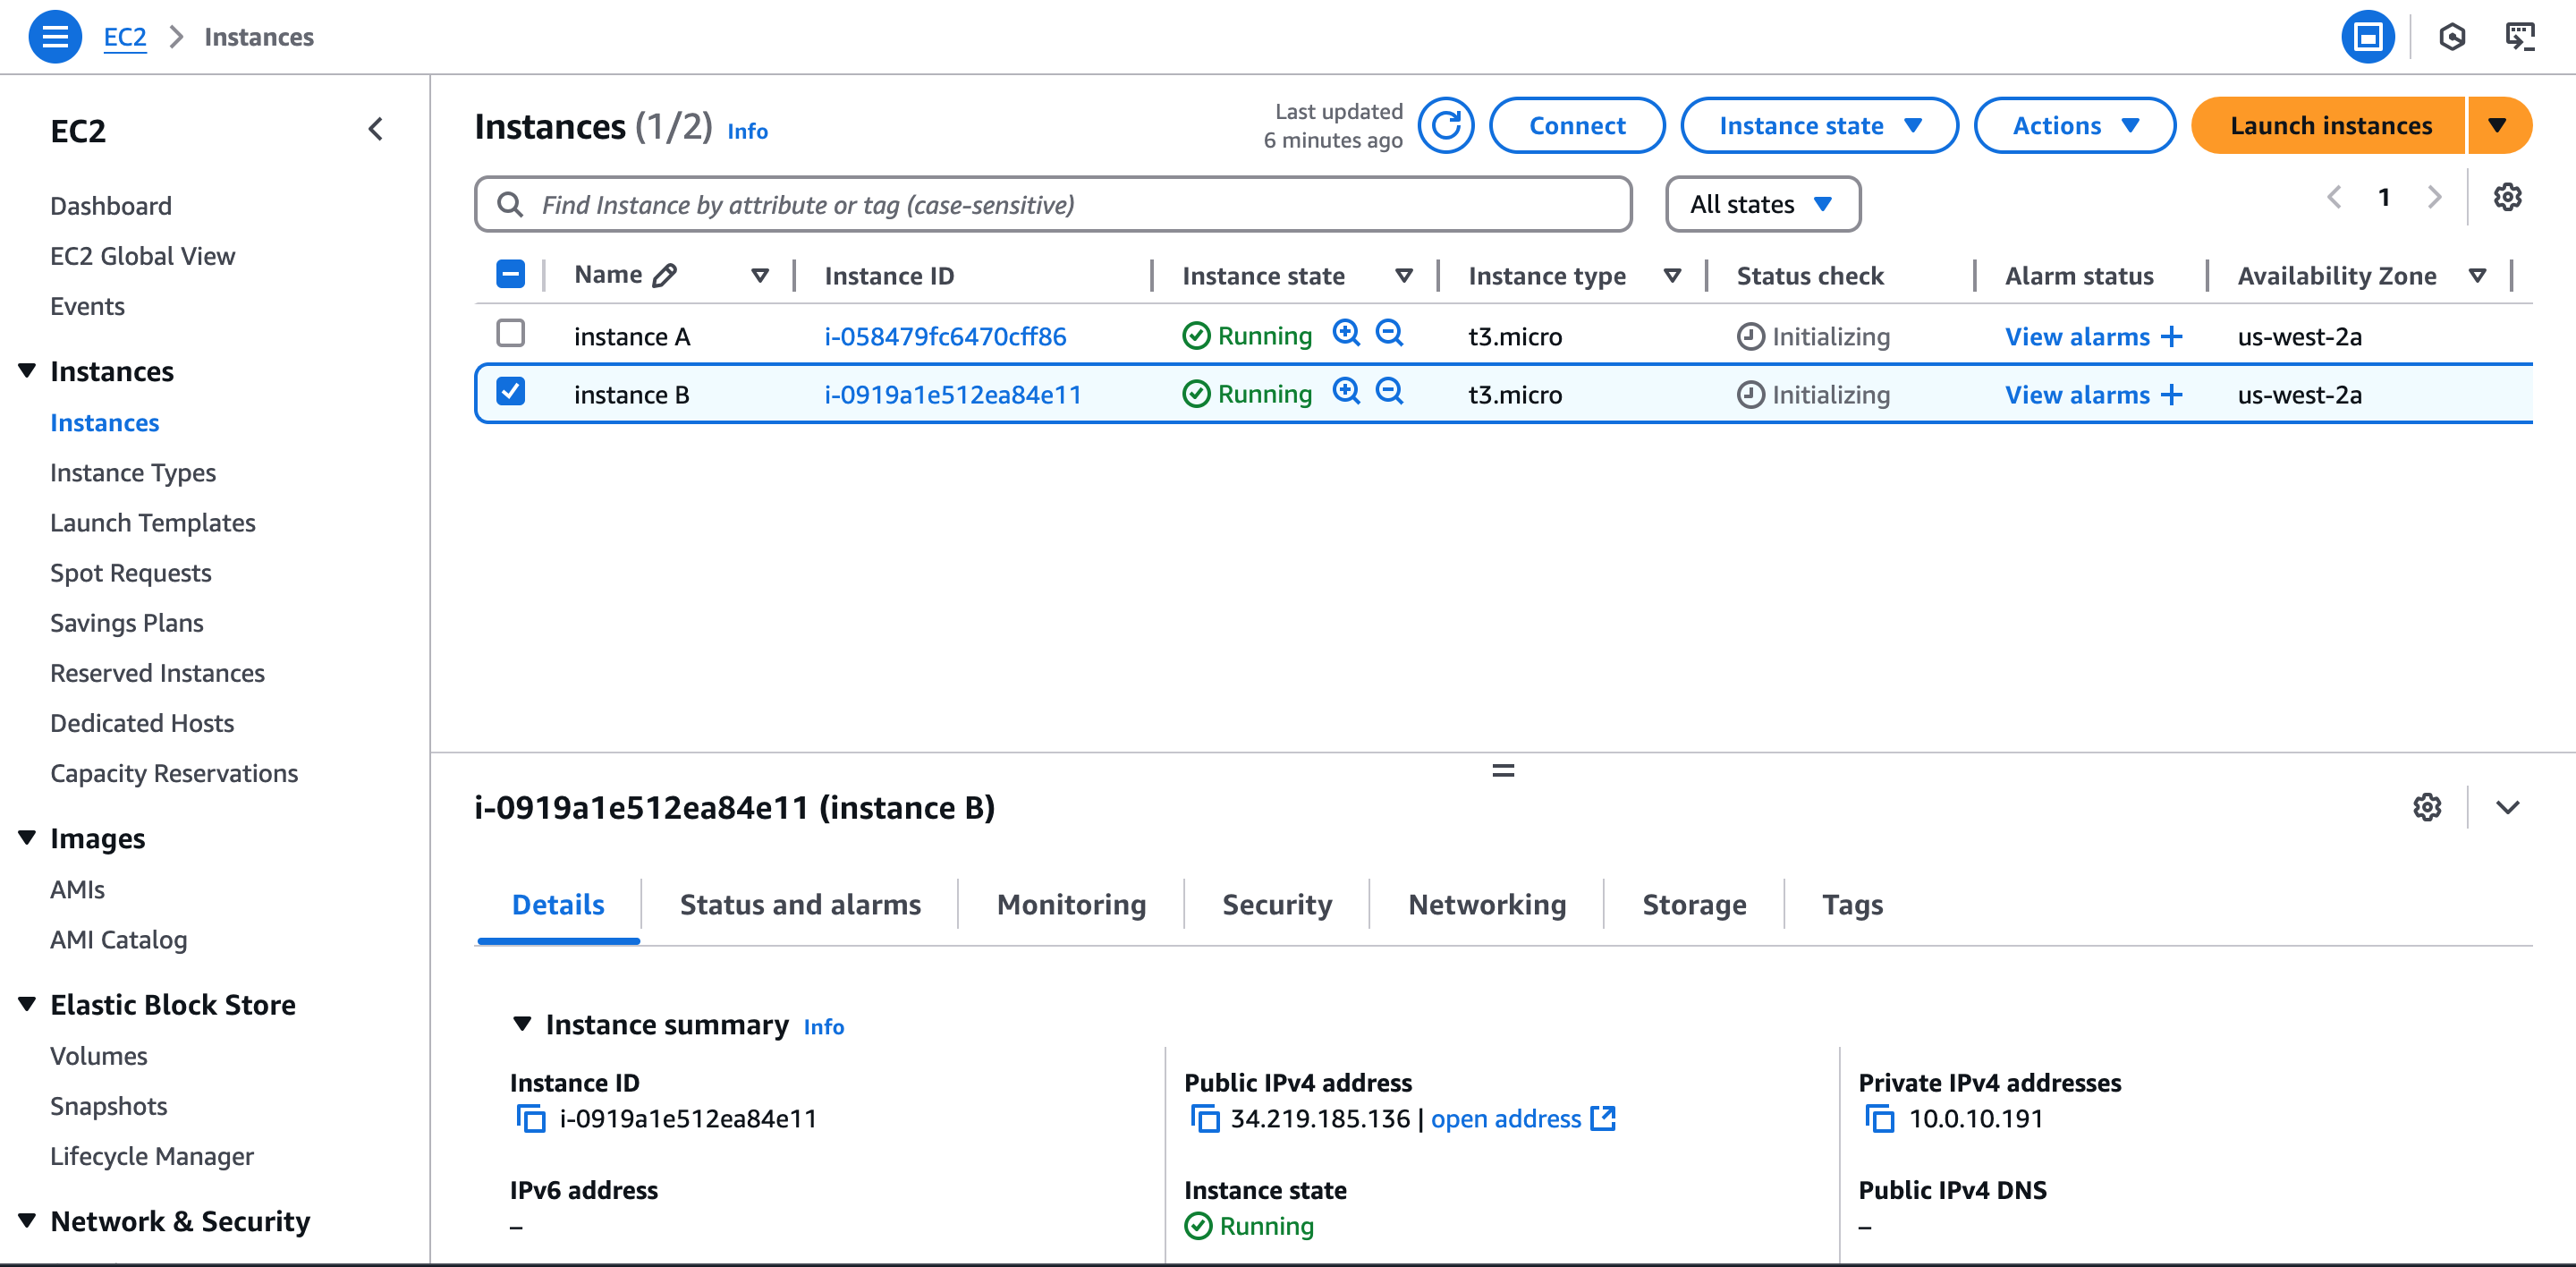 EC2 > Instances
EC2
Dashboard
EC2 Global View
Events
Instances
Instances
Instance Types
Launch Templates
Spot Requests
Savings Plans
Reserved Instances
Dedicated Hosts
Capacity Reservations
Images
AMIs
AMI Catalog
Elastic Block Store
Volumes
Snapshots
Lifecycle Manager
Network & Security
Instances (1/2) Info
Last updated
6 minutes ago
Connect
Instance state
Actions
Launch instances
Find Instance by attribute or tag (case-sensitive)
All states
1
Name Instance ID Instance state Instance type Status check Alarm status Availability Zone
instance A i-058479fc6470cff86 Running t3.micro Initializing View alarms + us-west-2a
instance B i-0919a1e512ea84e11 Running t3.micro Initializing View alarms + us-west-2a
i-0919a1e512ea84e11 (instance B)
Details Status and alarms Monitoring Security Networking Storage Tags
Instance summary Info
Instance ID
i-0919a1e512ea84e11
Public IPv4 address
34.219.185.136 | open address
Private IPv4 addresses
10.0.10.191
IPv6 address
–
Instance state
Running
Public IPv4 DNS
–